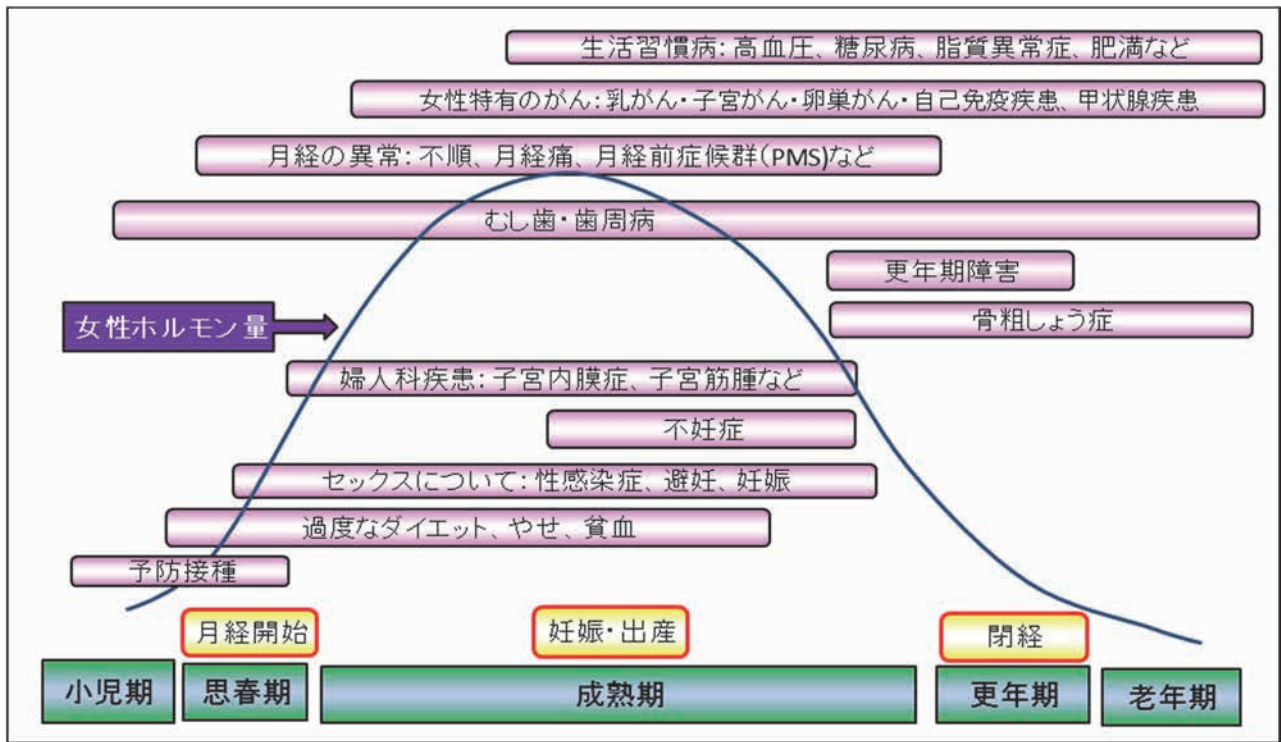 生活習慣病：高血圧、糖尿病、脂質異常症、肥満など
女性特有のがん：乳がん・子宮がん・卵巣がん・自己免疫疾患、甲状腺疾患
月経の異常：不順、月経痛、月経前症候群(PMS)など
むし歯・歯周病
更年期障害
女性ホルモン量
骨粗しょう症
婦人科疾患：子宮内膜症、子宮筋腫など
不妊症
セックスについて：性感染症、避妊、妊娠
過度なダイエット、やせ、貧血
予防接種
月経開始
妊娠・出産
閉経
小児期
思春期
成熟期
更年期
老年期